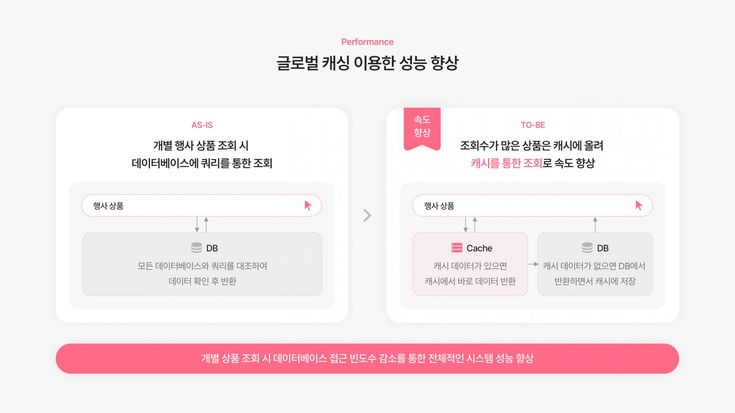 Performance
글로벌 캐싱 이용한 성능 향상
AS-IS
개별 행사 상품 조회 시
데이터베이스에 쿼리를 통한 조회
행사 상품
DB
모든 데이터베이스와 쿼리를 대조하여
데이터 확인 후 반환
속도
향상
TO-BE
조회수가 많은 상품은 캐시에 올려
캐시를 통한 조회로 속도 향상
행사 상품
Cache
캐시 데이터가 있으면
캐시에서 바로 데이터 반환
DB
캐시 데이터가 없으면 DB에서
반환하면서 캐시에 저장
개별 상품 조회 시 데이터베이스 접근 빈도수 감소를 통한 전체적인 시스템 성능 향상